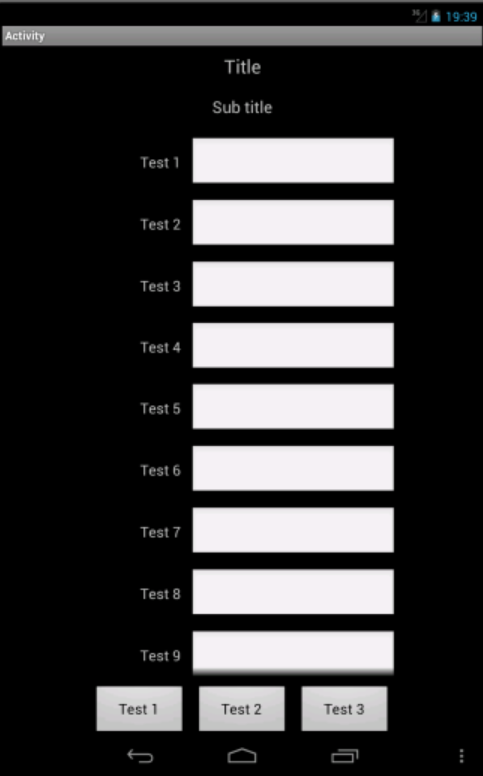 3G 19:39
Activity
Title
Sub title
Test 1
Test 2
Test 3
Test 4
Test 5
Test 6
Test 7
Test 8
Test 9
Test 1 Test 2 Test 3